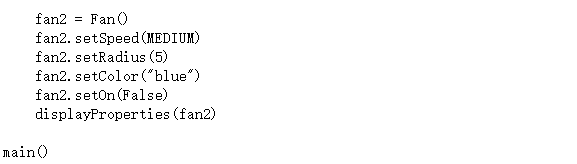 fan2 = Fan()
    fan2.setSpeed(MEDIUM)
    fan2.setRadius(5)
    fan2.setColor("blue")
    fan2.setOn(False)
    displayProperties(fan2)

main()